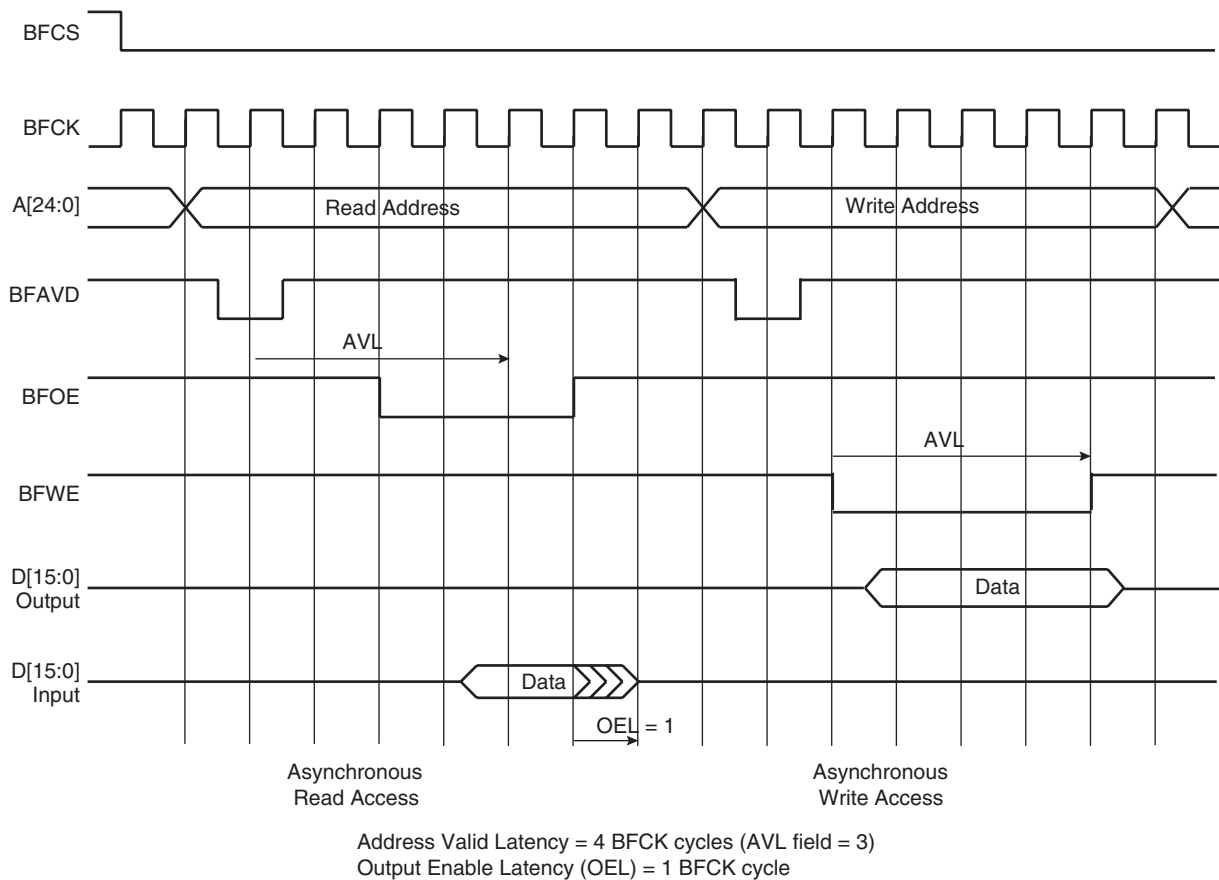 BFCS
BFCK
A[24:0]
Read Address
Write Address
BFAVD
AVL
BFOE
AVL
BFWE
D[15:0]
Output
Data
D[15:0]
Input
Data
OEL = 1
Asynchronous
Read Access
Asynchronous
Write Access
Address Valid Latency = 4 BFCK cycles (AVL field = 3)
Output Enable Latency (OEL) = 1 BFCK cycle